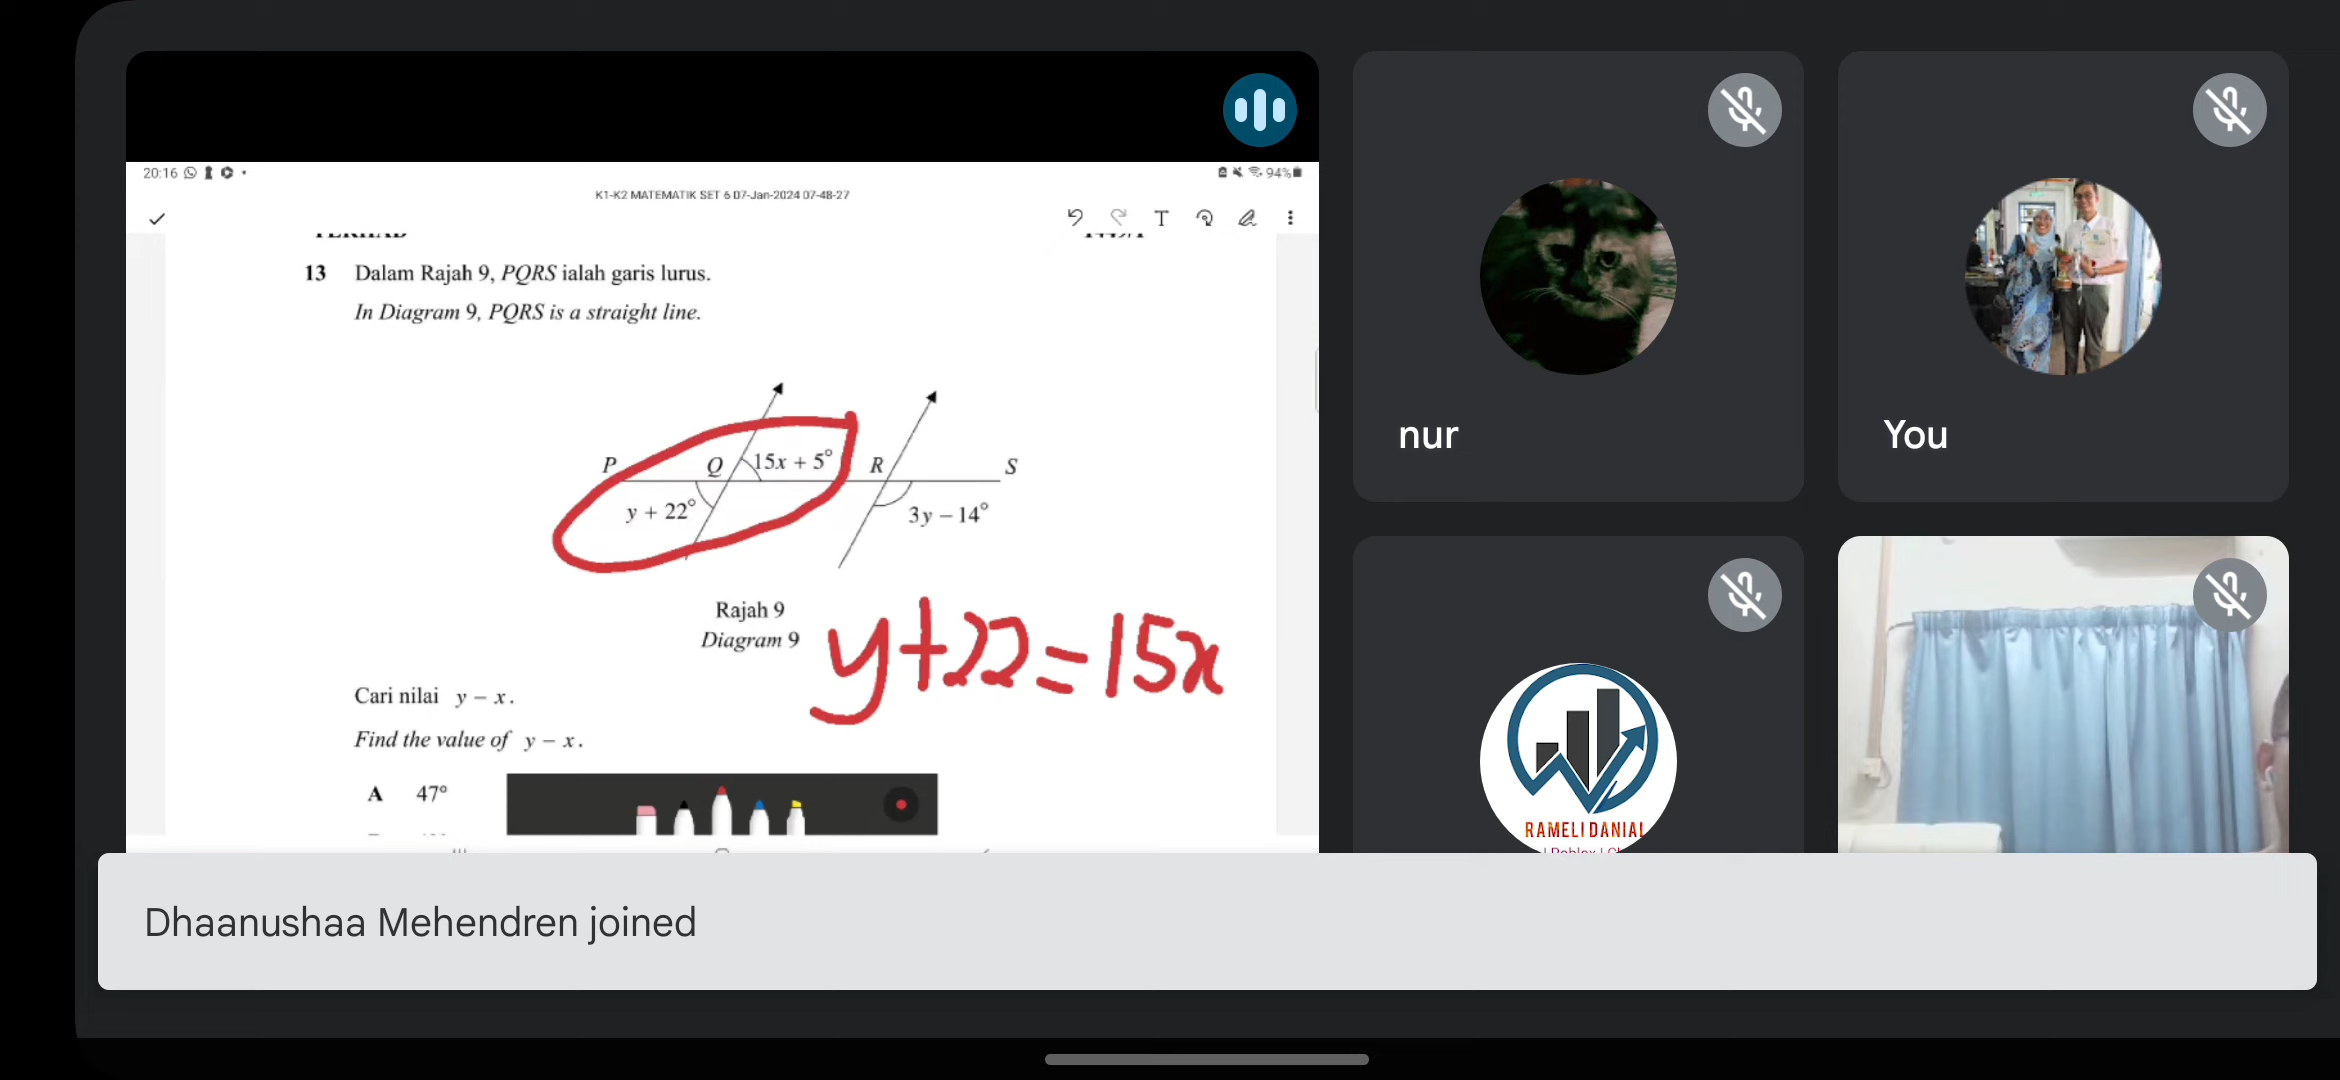 20:16
94%
K1-K2 MATEMATIK SET 6 07-Jan-2024 07-48-27
T
13 Dalam Rajah 9, PQRS ialah garis lurus.
In Diagram 9, PQRS is a straight line.
P Q 15x + 5° R S
y + 22° 3y – 14°
Rajah 9
Diagram 9
y+22=15x
Cari nilai y – x.
Find the value of y – x.
A 47°
nur
You
RAMELI DANIAL
Dhaanushaa Mehendren joined